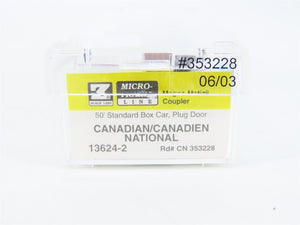 #353228
06/03
Z
MICRO-
LINE
Coupler
50' Standard Box Car, Plug Door
CANADIAN/CANADIEN
NATIONAL
13624-2 Rd# CN 353228